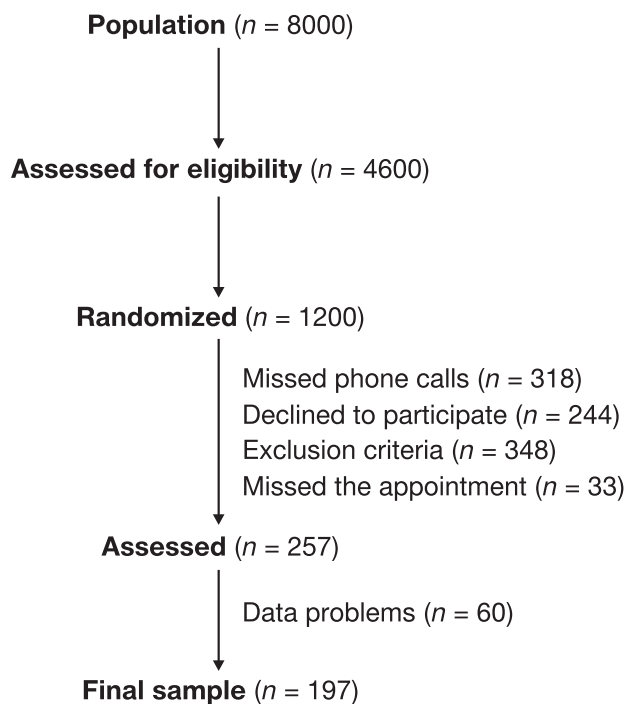 Population (n = 8000)
Assessed for eligibility (n = 4600)
Randomized (n = 1200)
Missed phone calls (n = 318)
Declined to participate (n = 244)
Exclusion criteria (n = 348)
Missed the appointment (n = 33)
Assessed (n = 257)
Data problems (n = 60)
Final sample (n = 197)